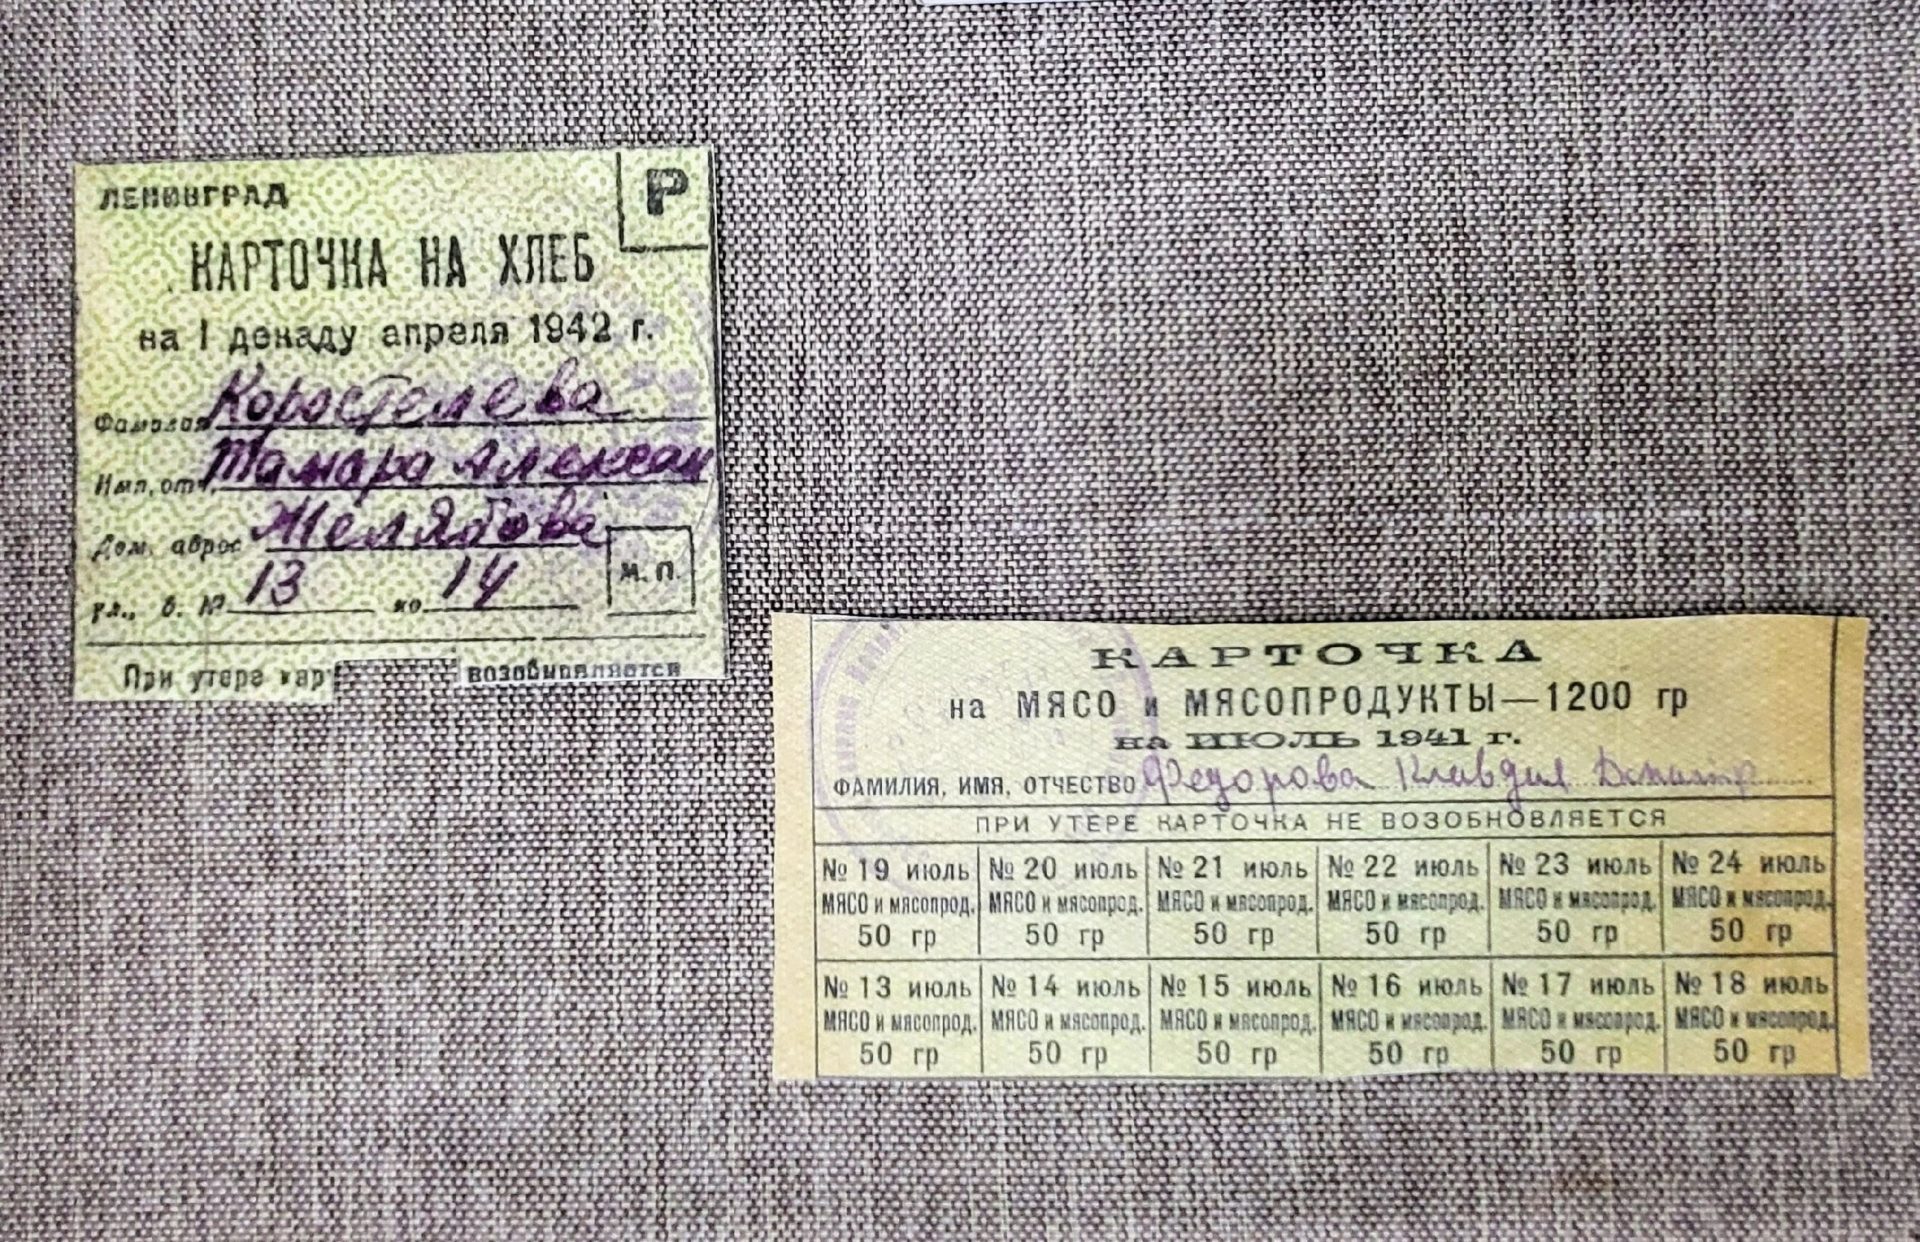 ЛЕНИНГРАД
Р
КАРТОЧКА НА ХЛЕБ
на I декаду апреля 1942 г.
Фамилия Коростелева
Имя, отч. Тамара Алексан
Дом. адрес Желябова
ул., д. № 13 кв. 14
М. П.
При утере кар возобновляется
КАРТОЧКА
на МЯСО и МЯСОПРОДУКТЫ—1200 гр
на ИЮЛЬ 1941 г.
ФАМИЛИЯ, ИМЯ, ОТЧЕСТВО Федорова Клавдия Дмитр
ПРИ УТЕРЕ КАРТОЧКА НЕ ВОЗОБНОВЛЯЕТСЯ
№ 19 июль № 20 июль № 21 июль № 22 июль № 23 июль № 24 июль
МЯСО и мясопрод. МЯСО и мясопрод. МЯСО и мясопрод. МЯСО и мясопрод. МЯСО и мясопрод. МЯСО и мясопрод.
50 гр 50 гр 50 гр 50 гр 50 гр 50 гр
№ 13 июль № 14 июль № 15 июль № 16 июль № 17 июль № 18 июль
МЯСО и мясопрод. МЯСО и мясопрод. МЯСО и мясопрод. МЯСО и мясопрод. МЯСО и мясопрод. МЯСО и мясопрод.
50 гр 50 гр 50 гр 50 гр 50 гр 50 гр